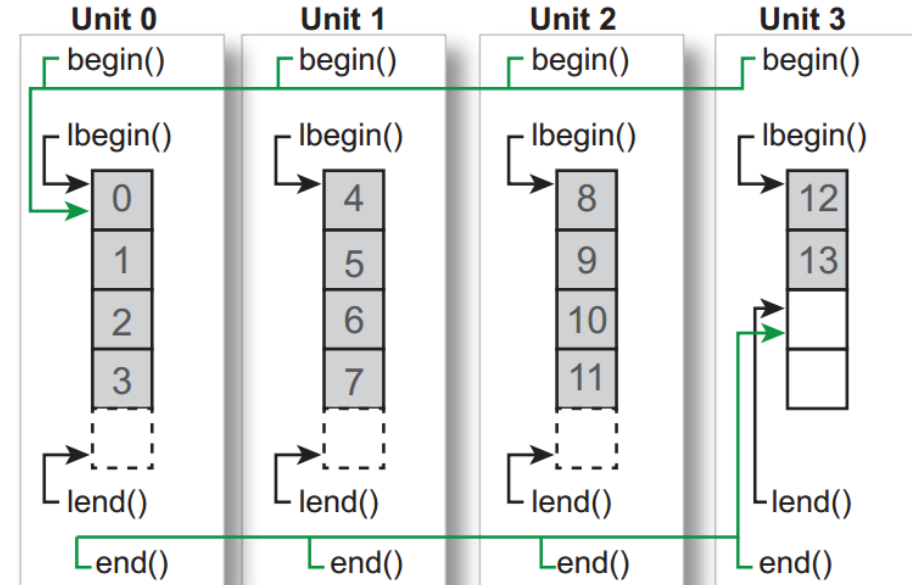 Unit 0 Unit 1 Unit 2 Unit 3
begin() begin() begin() begin()
lbegin() lbegin() lbegin() lbegin()
0 4 8 12
1 5 9 13
2 6 10
3 7 11
lend() lend() lend() lend()
end() end() end() end()